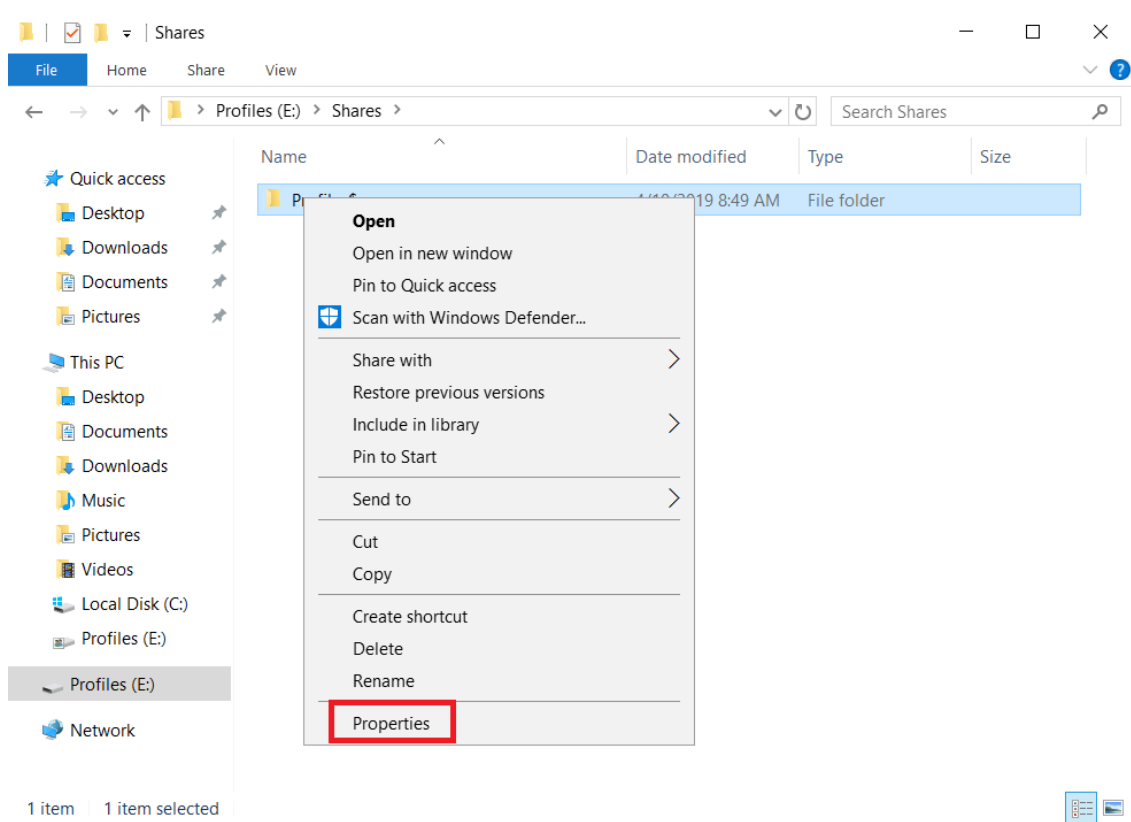 Shares
File Home Share View
?
Profiles (E:) Shares
Search Shares
Name Date modified Type Size
Quick access
Desktop
Downloads
Documents
Pictures
This PC
Desktop
Documents
Downloads
Music
Pictures
Videos
Local Disk (C:)
Profiles (E:)
Profiles (E:)
Network
8:49 AM File folder
Open
Open in new window
Pin to Quick access
Scan with Windows Defender...
Share with
Restore previous versions
Include in library
Pin to Start
Send to
Cut
Copy
Create shortcut
Delete
Rename
Properties
1 item 1 item selected